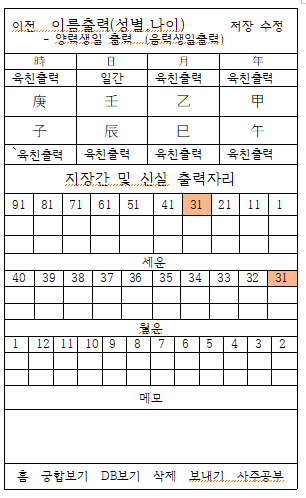 이전 이름출력(성별,나이) 저장 수정
- 양력생일 출력 (음력생일출력)
時 日 月 年
육친출력 일간 육친출력 육친출력
庚 壬 乙 甲
子 辰 巳 午
`육친출력 육친출력 육친출력 육친출력
지장간 및 신실 출력자리
91 81 71 61 51 41 31 21 11 1
세운
40 39 38 37 36 35 34 33 32 31
월운
1 12 11 10 9 8 7 6 5 4 3 2
메모
홈 궁합보기 DB보기 삭제 보내기 사주공부